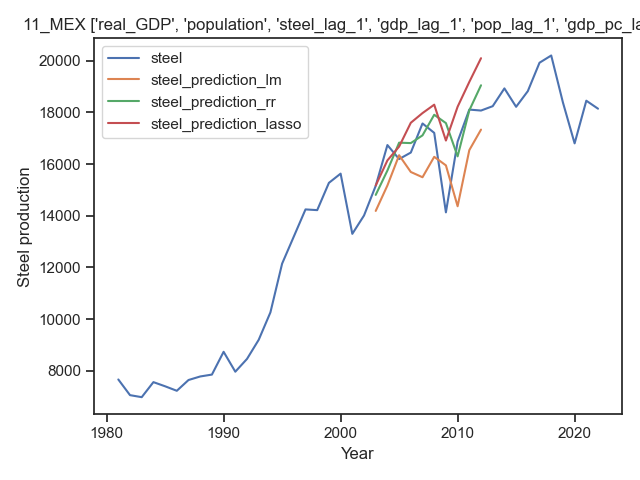 11_MEX ['real_GDP', 'population', 'steel_lag_1', 'gdp_lag_1', 'pop_lag_1', 'gdp_pc_la
20000
18000
16000
14000
12000
10000
8000
Steel production
steel
steel_prediction_lm
steel_prediction_rr
steel_prediction_lasso
1980
1990
2000
2010
2020
Year